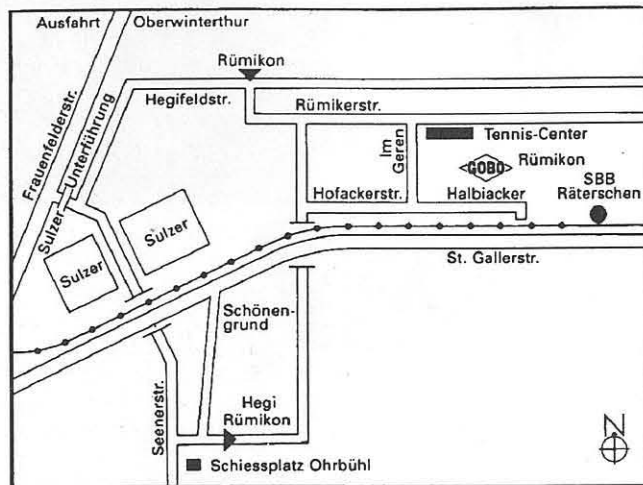 Ausfahrt
Oberwinterthur
Rümikon
Hegifeldstr.
Rümikerstr.
Frauenfelderstr.
Sulzer Unterführung
Im
Geren
Tennis-Center
GOBO
Rümikon
SBB
Räterschen
Hofackerstr.
Halbiacker
Sulzer
Sulzer
St. Gallerstr.
Schönen-
grund
Seenerstr.
Hegi
Rümikon
Schiessplatz Ohrbühl
N